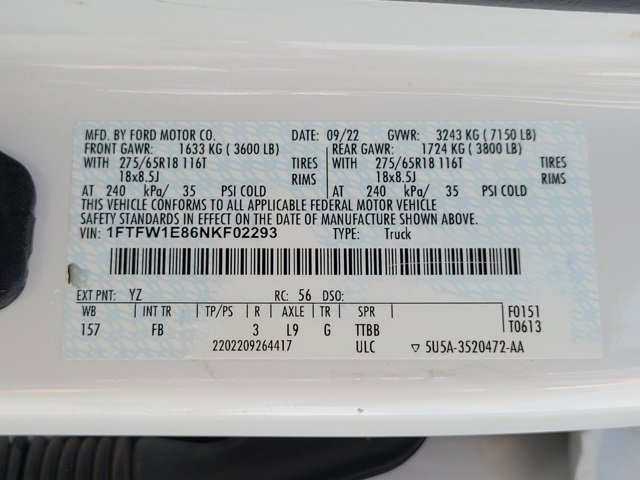 MFD. BY FORD MOTOR CO. DATE: 09/22 GVWR: 3243 KG ( 7150 LB)
FRONT GAWR: 1633 KG ( 3600 LB) REAR GAWR: 1724 KG ( 3800 LB)
WITH 275/65R18 116T TIRES WITH 275/65R18 116T TIRES
18x8.5J RIMS 18x8.5J RIMS
AT 240 kPa/ 35 PSI COLD AT 240 kPa/ 35 PSI COLD
THIS VEHICLE CONFORMS TO ALL APPLICABLE FEDERAL MOTOR VEHICLE
SAFETY STANDARDS IN EFFECT ON THE DATE OF MANUFACTURE SHOWN ABOVE.
VIN: 1FTFW1E86NKF02293 TYPE: Truck
EXT PNT: YZ RC: 56 DSO:
WB INT TR TP/PS R AXLE TR SPR F0151
157 FB 3 L9 G TTBB T0613
2202209264417 ULC ▽ 5U5A-3520472-AA